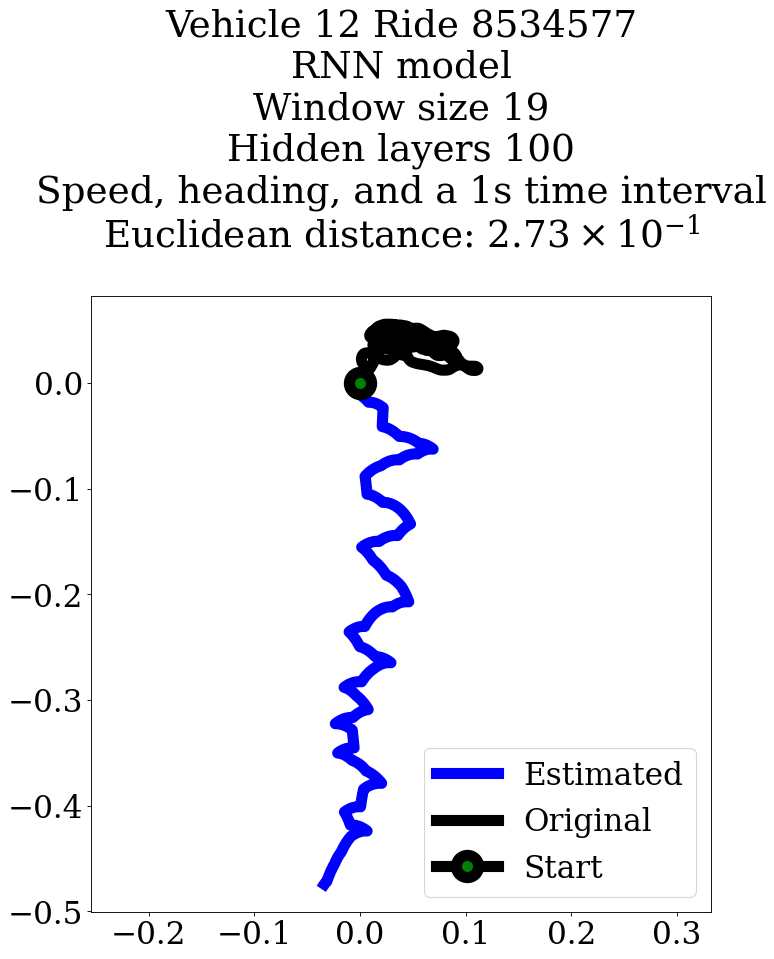 Vehicle 12 Ride 8534577
RNN model
Window size 19
Hidden layers 100
Speed, heading, and a 1s time interval
Euclidean distance: 2.73 × 10⁻¹
0.0
−0.1
−0.2
−0.3
−0.4
−0.5
−0.2 −0.1 0.0 0.1 0.2 0.3
Estimated
Original
Start